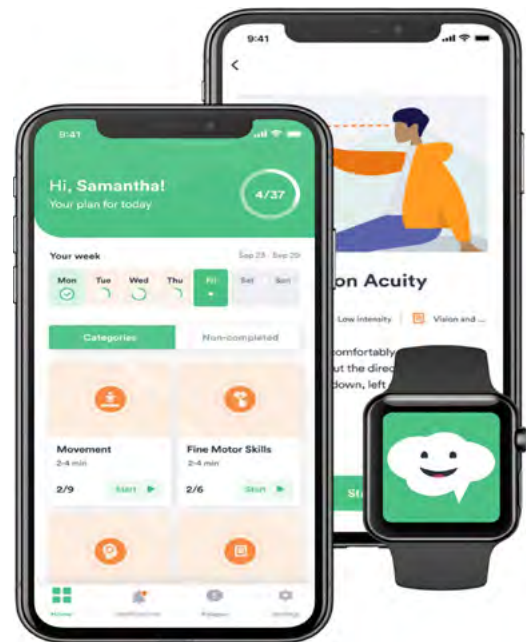 9:41
Hi, Samantha!
Your plan for today
4/37
Your week
Sep 23 - Sep 29
Mon Tue Wed Thu Fri Sat Sun
Categories Non-completed
Movement
2-4 min
2/9 Start
Fine Motor Skills
2-4 min
2/6 Start
Home
Settings
9:41
on Acuity
Low intensity Vision and ...
comfortably
ut the direc
down, left